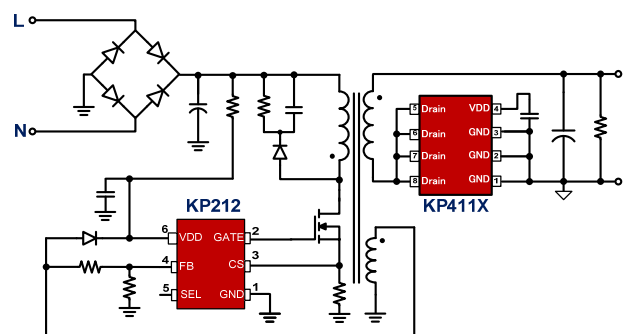 L
N
5 Drain VDD 4
6 Drain GND 3
7 Drain GND 2
8 Drain GND 1
KP411X
KP212
6 VDD GATE 2
4 FB CS 3
5 SEL GND 1